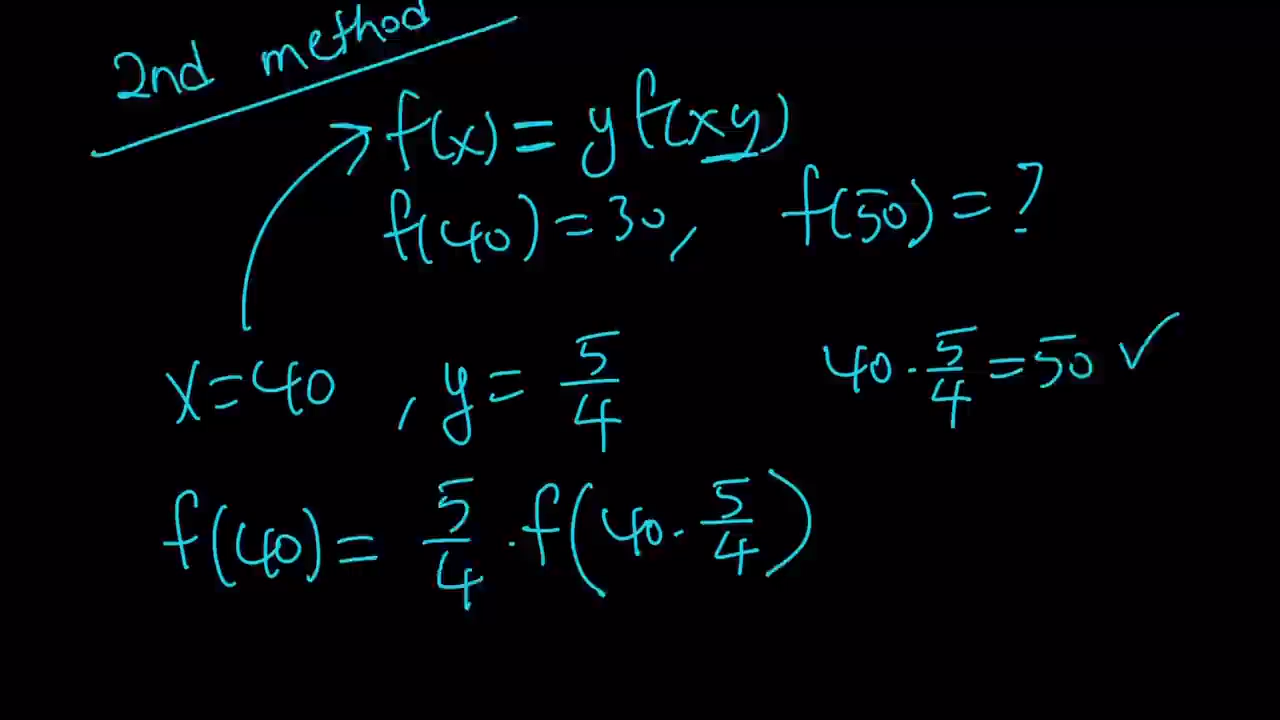 2nd method
f(x) = y f(xy)
f(40) = 30, f(50) = ?
x = 40, y = 5/4 40 · 5/4 = 50 ✓
f(40) = 5/4 · f(40 · 5/4)